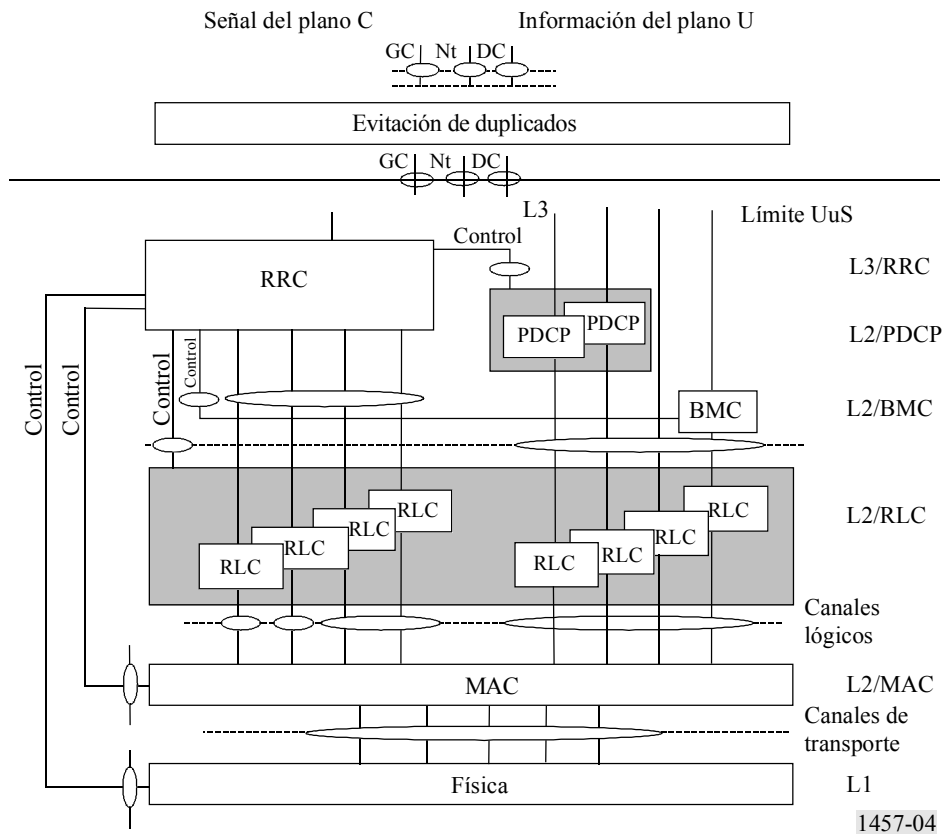 Señal del plano C
Información del plano U
GC Nt DC
Evitación de duplicados
GC Nt DC
L3
Límite UuS
Control
RRC
L3/RRC
PDCP
PDCP
L2/PDCP
Control
Control
Control
Control
BMC
L2/BMC
RLC
RLC
RLC
RLC
RLC
RLC
RLC
RLC
L2/RLC
Canales
lógicos
MAC
L2/MAC
Canales de
transporte
Física
L1
1457-04